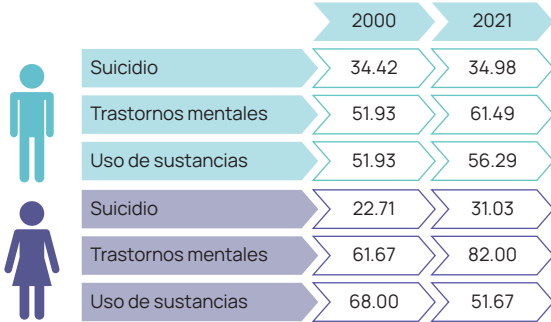 2000 2021
Suicidio 34.42 34.98
Trastornos mentales 51.93 61.49
Uso de sustancias 51.93 56.29
Suicidio 22.71 31.03
Trastornos mentales 61.67 82.00
Uso de sustancias 68.00 51.67